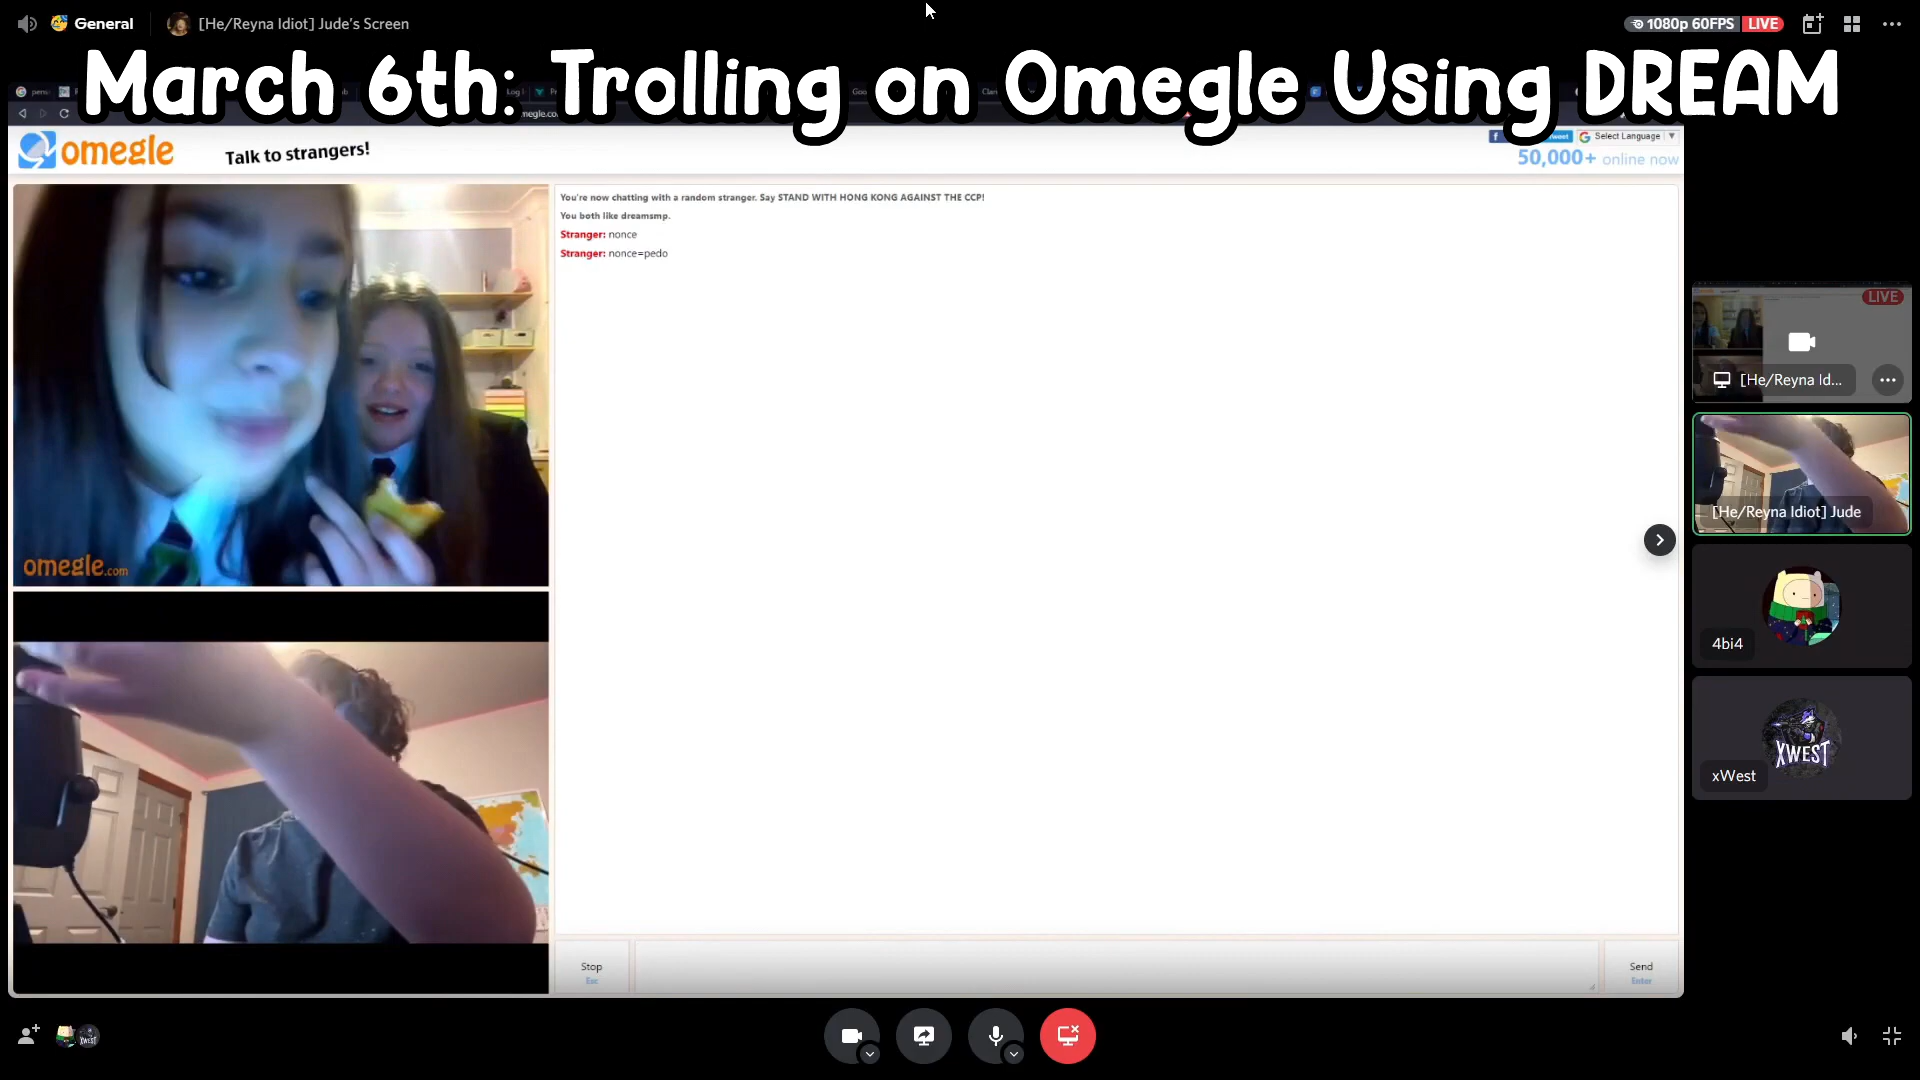 General
[He/Reyna Idiot] Jude's Screen
1080p 60FPS
LIVE
March 6th: Trolling on Omegle Using DREAM
omegle
Talk to strangers!
Select Language
50,000+ online now
You're now chatting with a random stranger. Say STAND WITH HONG KONG AGAINST THE CCP!
You both like dreamsmp.
Stranger: nonce
Stranger: nonce=pedo
omegle.com
LIVE
[He/Reyna Id...
[He/Reyna Idiot] Jude
4bi4
XWEST
xWest
Stop
Esc
Send
Enter